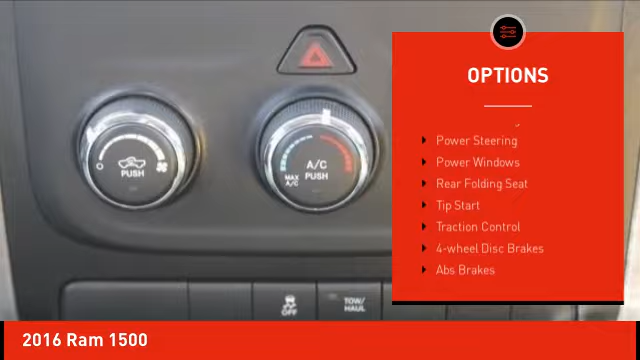 OPTIONS
Power Steering
Power Windows
Rear Folding Seat
Tip Start
Traction Control
4-wheel Disc Brakes
Abs Brakes
PUSH
A/C
PUSH
MAX
A/C
OFF
TOW/
HAUL
2016 Ram 1500